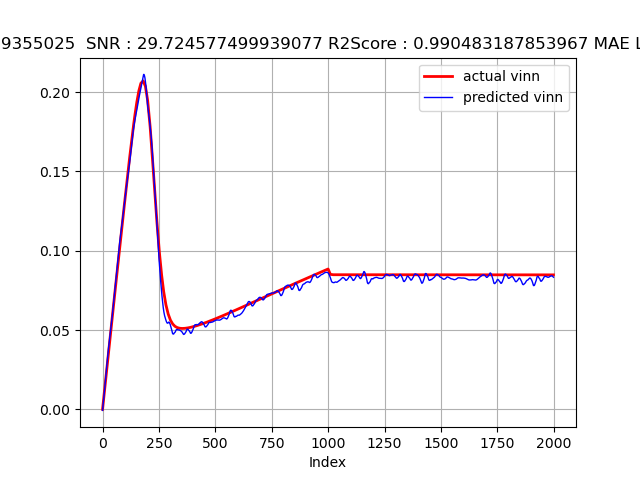 9355025  SNR : 29.724577499939077 R2Score : 0.990483187853967 MAE L
actual vinn
predicted vinn
0.20
0.15
0.10
0.05
0.00
0 250 500 750 1000 1250 1500 1750 2000
Index